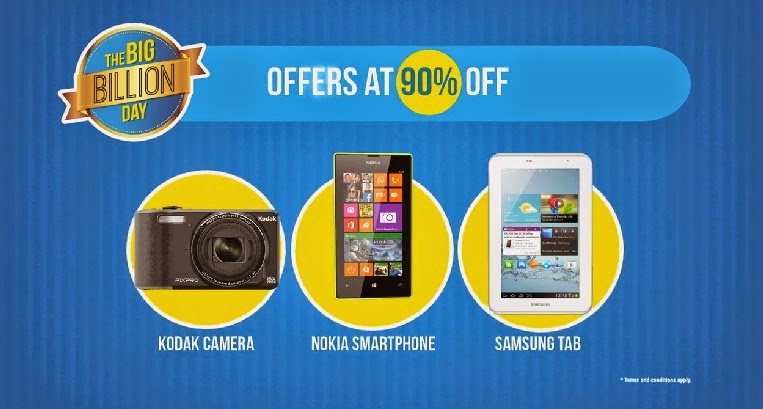 THE BIG
BILLION
DAY
OFFERS AT 90% OFF
Kodak
PIXPRO
NOKIA
SAMSUNG
KODAK CAMERA
NOKIA SMARTPHONE
SAMSUNG TAB
* Terms and conditions apply.